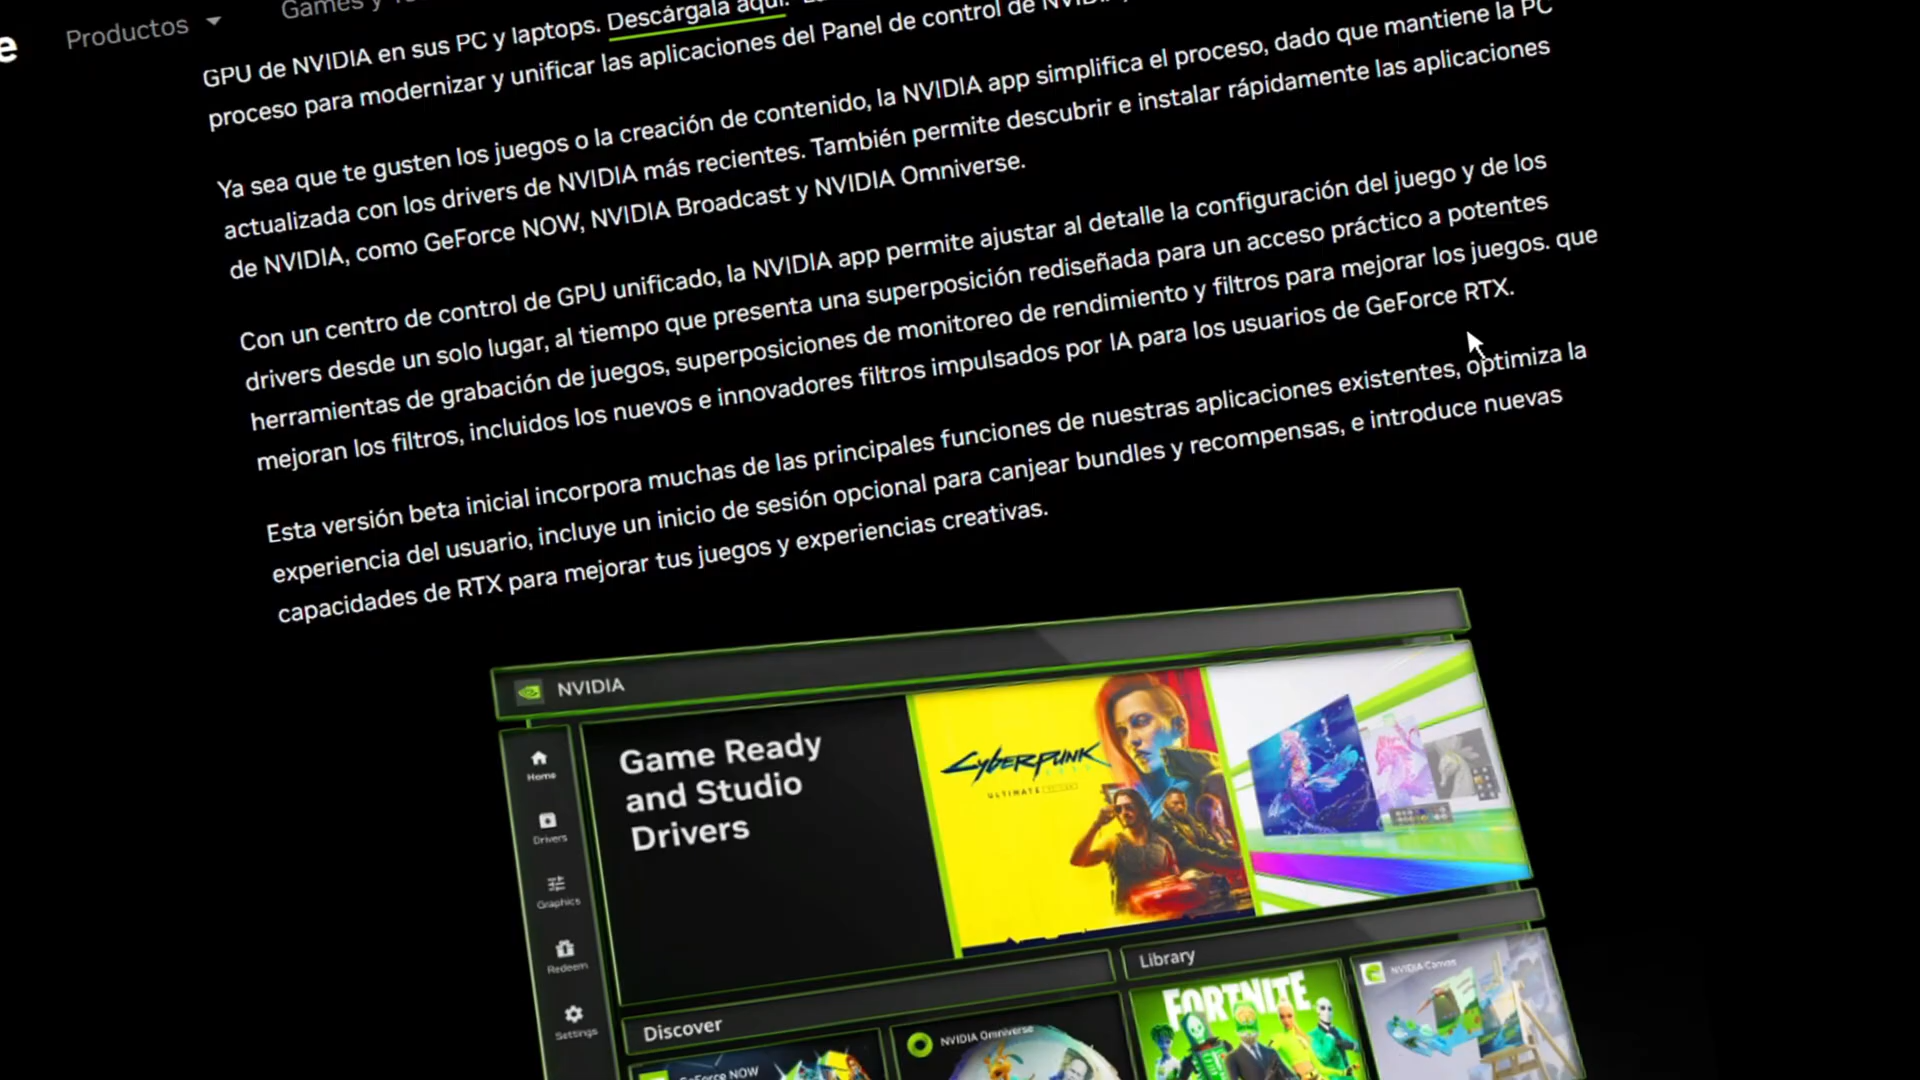 e
Productos
Games y
GPU de NVIDIA en sus PC y laptops. Descárgala aquí.
proceso para modernizar y unificar las aplicaciones del Panel de control de NVIDIA,
Ya sea que te gusten los juegos o la creación de contenido, la NVIDIA app simplifica el proceso, dado que mantiene la PC
actualizada con los drivers de NVIDIA más recientes. También permite descubrir e instalar rápidamente las aplicaciones
de NVIDIA, como GeForce NOW, NVIDIA Broadcast y NVIDIA Omniverse.
Con un centro de control de GPU unificado, la NVIDIA app permite ajustar al detalle la configuración del juego y de los
drivers desde un solo lugar, al tiempo que presenta una superposición rediseñada para un acceso práctico a potentes
herramientas de grabación de juegos, superposiciones de monitoreo de rendimiento y filtros para mejorar los juegos. que
mejoran los filtros, incluidos los nuevos e innovadores filtros impulsados por IA para los usuarios de GeForce RTX.
Esta versión beta inicial incorpora muchas de las principales funciones de nuestras aplicaciones existentes, optimiza la
experiencia del usuario, incluye un inicio de sesión opcional para canjear bundles y recompensas, e introduce nuevas
capacidades de RTX para mejorar tus juegos y experiencias creativas.
NVIDIA
Home
Drivers
Graphics
Redeem
Settings
Game Ready
and Studio
Drivers
CYBERPUNK
ULTIMATE
Library
Discover
FORTNITE
NVIDIA Canvas
NVIDIA Omniverse
GeForce NOW